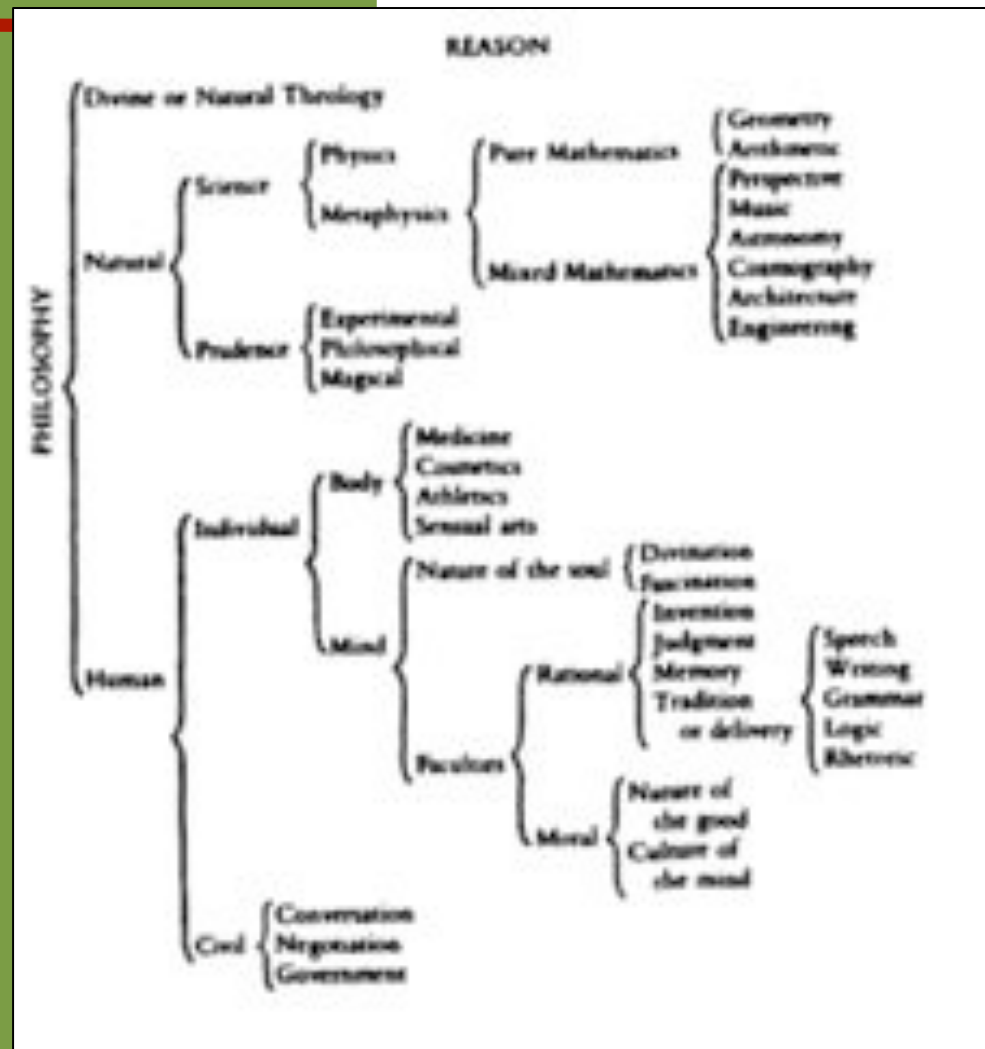 REASON
PHILOSOPHY
Divine or Natural Theology
Natural
Science
Physics
Metaphysics
Pure Mathematics
Geometry
Arithmetic
Mixed Mathematics
Perspective
Music
Astronomy
Cosmography
Architecture
Engineering
Prudence
Experimental
Philosophical
Magical
Human
Individual
Body
Medicine
Cosmetics
Athletics
Sensual arts
Mind
Nature of the soul
Divination
Fascination
Faculties
Rational
Invention
Judgment
Memory
Tradition
or delivery
Speech
Writing
Grammar
Logic
Rhetoric
Moral
Nature of
the good
Culture of
the mind
Civil
Conversation
Negotiation
Government